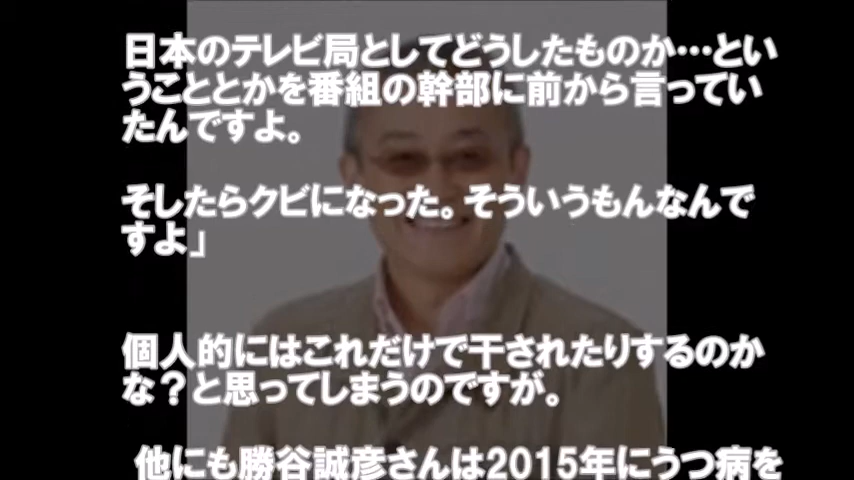 日本のテレビ局としてどうしたものか…とい
うこととかを番組の幹部に前から言ってい
たんですよ。
そしたらクビになった。そういうもんなんで
すよ」
個人的にはこれだけで干されたりするのか
な？と思ってしまうのですが。
他にも勝谷誠彦さんは2015年にうつ病を